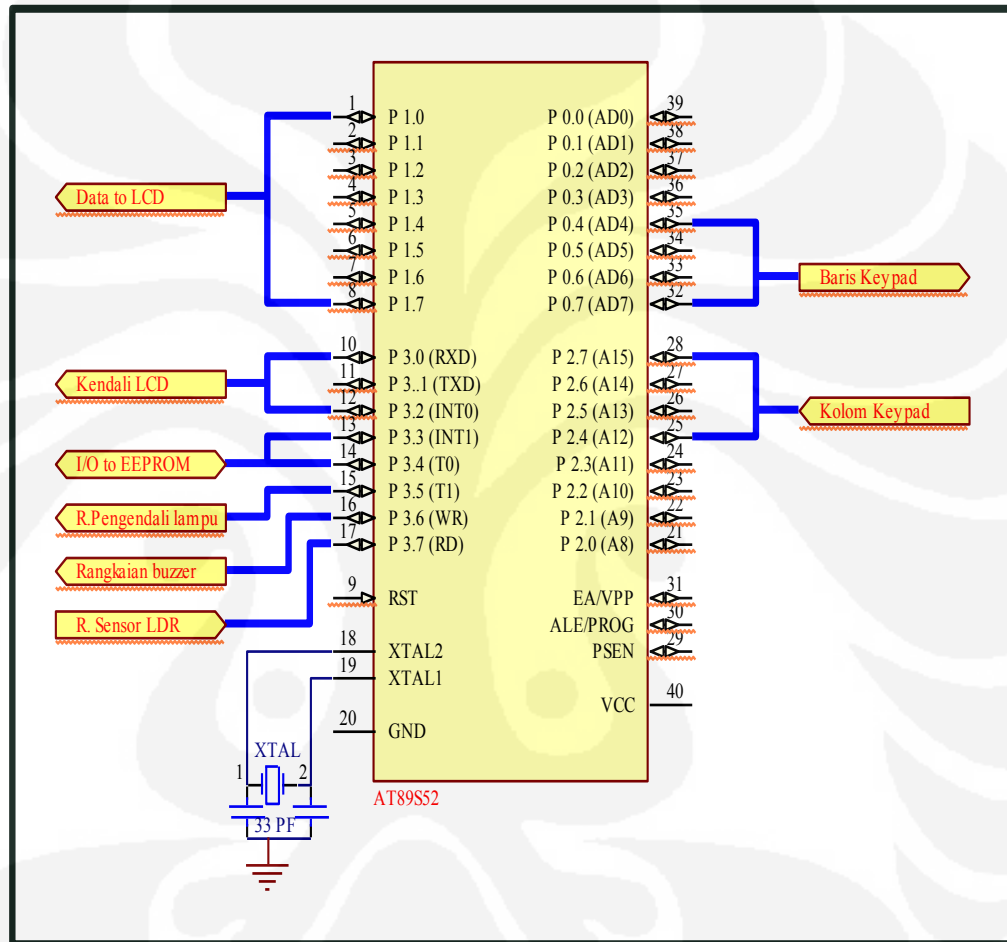 1 P 1.0
2 P 1.1
3 P 1.2
4 P 1.3
5 P 1.4
6 P 1.5
7 P 1.6
8 P 1.7
Data to LCD
10 P 3.0 (RXD)
11 P 3..1 (TXD)
12 P 3.2 (INT0)
13 P 3.3 (INT1)
14 P 3.4 (T0)
15 P 3.5 (T1)
16 P 3.6 (WR)
17 P 3.7 (RD)
Kendali LCD
I/O to EEPROM
R.Pengendali lampu
Rangkaian buzzer
R. Sensor LDR
9 RST
18 XTAL2
19 XTAL1
20 GND
XTAL
1 2
33 PF
P 0.0 (AD0) 39
P 0.1 (AD1) 38
P 0.2 (AD2) 37
P 0.3 (AD3) 36
P 0.4 (AD4) 35
P 0.5 (AD5) 34
P 0.6 (AD6) 33
P 0.7 (AD7) 32
Baris Keypad
P 2.7 (A15) 28
P 2.6 (A14) 27
P 2.5 (A13) 26
P 2.4 (A12) 25
P 2.3(A11) 24
P 2.2 (A10) 23
P 2.1 (A9) 22
P 2.0 (A8) 21
Kolom Keypad
EA/VPP 31
ALE/PROG 30
PSEN 29
VCC 40
AT89S52